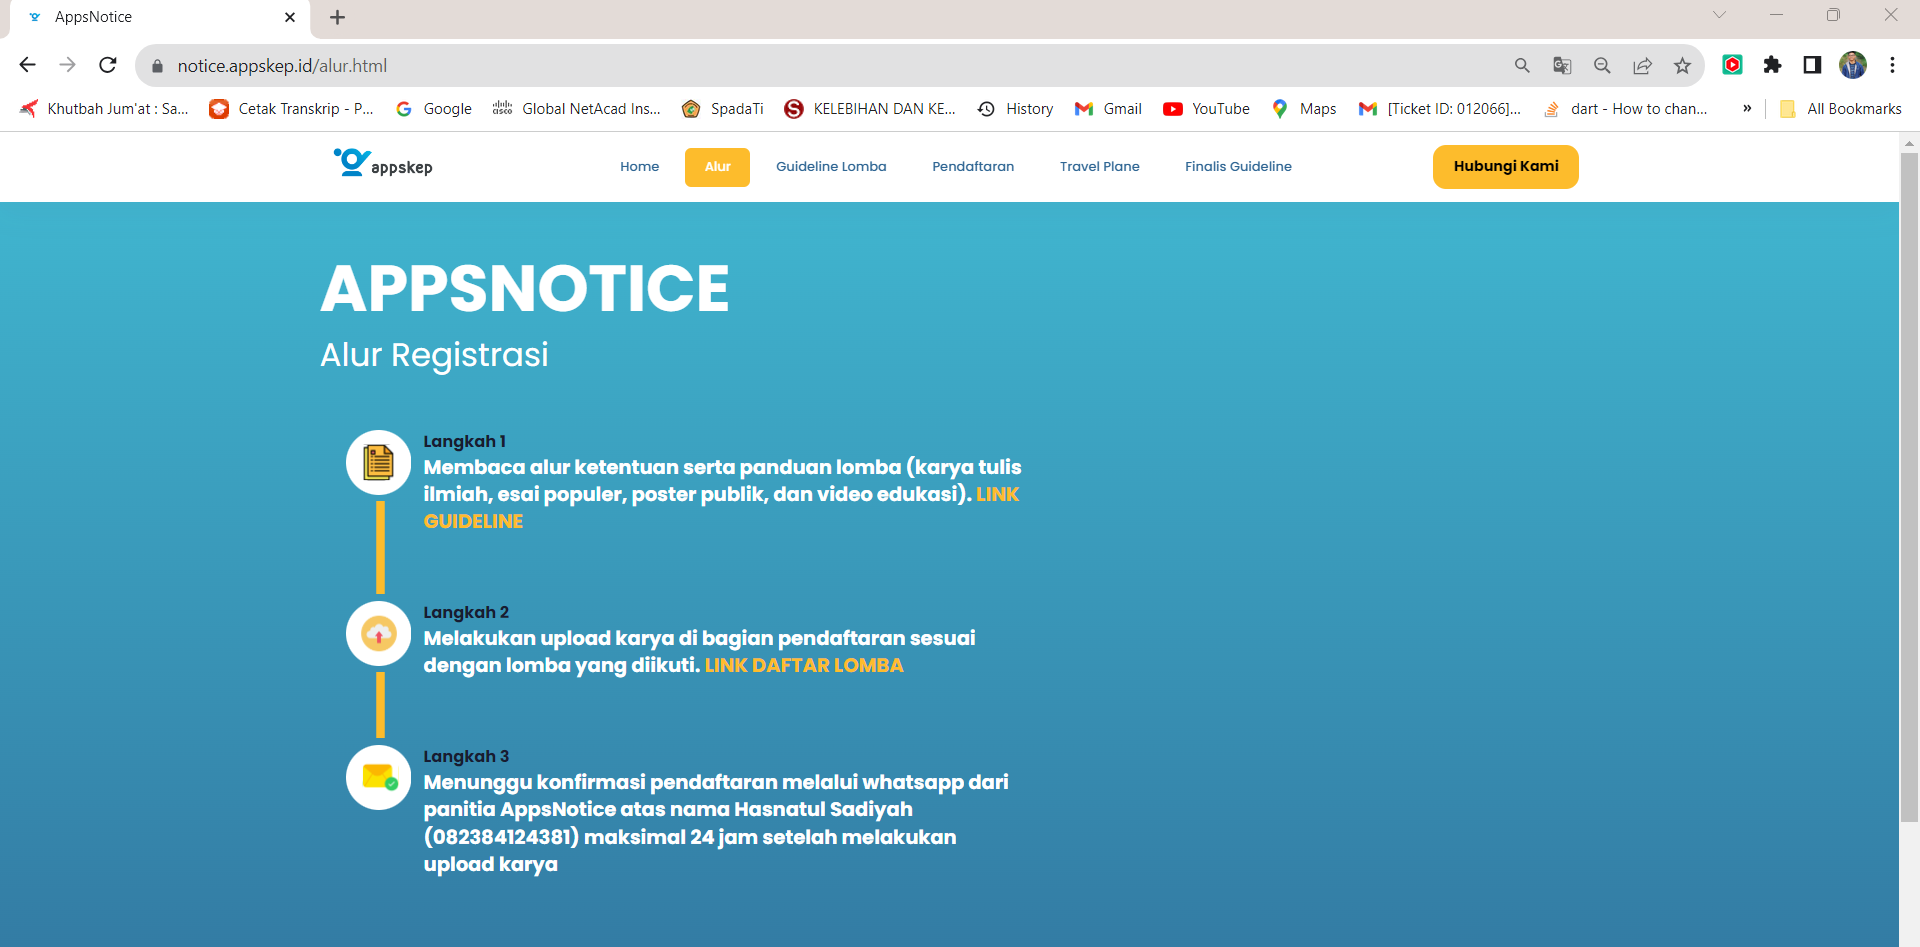 AppsNotice
notice.appskep.id/alur.html
Khutbah Jum'at : Sa... Cetak Transkrip - P... Google Global NetAcad Ins... SpadaTi KELEBIHAN DAN KE... History Gmail YouTube Maps [Ticket ID: 012066]... dart - How to chan... » All Bookmarks
appskep Home Alur Guideline Lomba Pendaftaran Travel Plane Finalis Guideline Hubungi Kami
APPSNOTICE
Alur Registrasi
Langkah 1
Membaca alur ketentuan serta panduan lomba (karya tulis
ilmiah, esai populer, poster publik, dan video edukasi). LINK
GUIDELINE
Langkah 2
Melakukan upload karya di bagian pendaftaran sesuai
dengan lomba yang diikuti. LINK DAFTAR LOMBA
Langkah 3
Menunggu konfirmasi pendaftaran melalui whatsapp dari
panitia AppsNotice atas nama Hasnatul Sadiyah
(082384124381) maksimal 24 jam setelah melakukan
upload karya